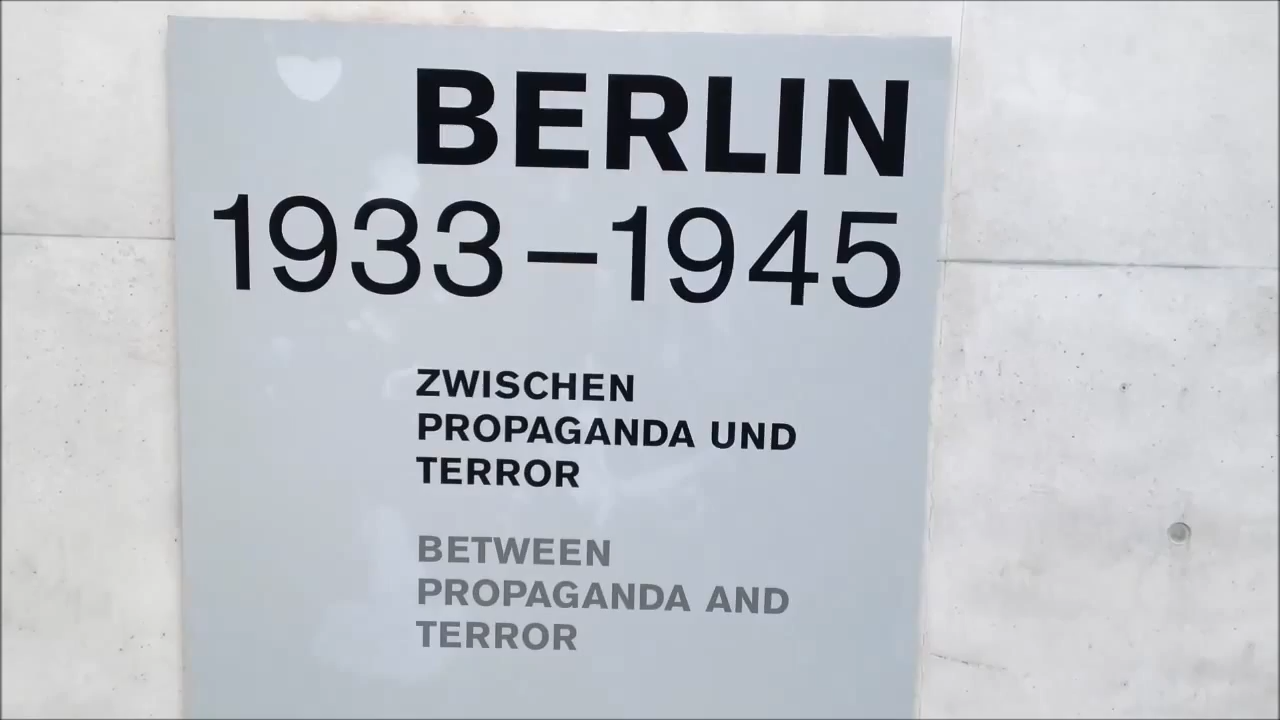 BERLIN
1933–1945
ZWISCHEN
PROPAGANDA UND
TERROR
BETWEEN
PROPAGANDA AND
TERROR